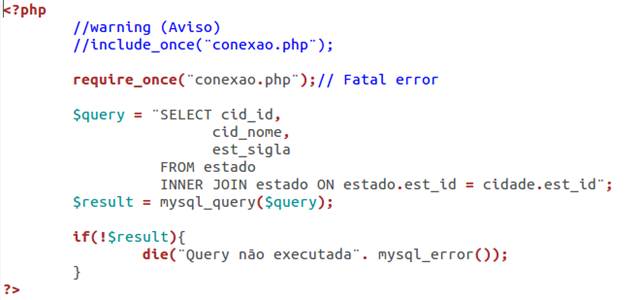 <?php
//warning (Aviso)
//include_once(¨conexao.php¨);
require_once(¨conexao.php¨);// Fatal error
$query = ¨SELECT cid_id,
cid_nome,
est_sigla
FROM estado
INNER JOIN estado ON estado.est_id = cidade.est_id¨;
$result = mysql_query($query);
if(!$result){
die(¨Query não executada¨. mysql_error());
}
?>